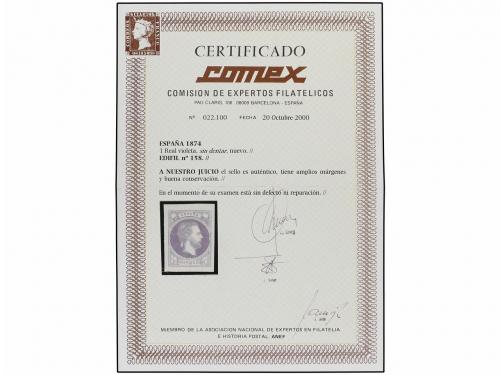 CERTIFICADO
comex
COMISION DE EXPERTOS FILATELICOS
PAU CLARIS, 106 08009 BARCELONA - ESPAÑA
Nº 022.100 FECHA 20 Octubre 2000
ESPAÑA 1874
1 Real violeta, sin dentar, nuevo. //
EDIFIL nº 158. //
A NUESTRO JUICIO el sello es auténtico, tiene amplios márgenes
y buena conservación. //
En el momento de su examen está sin defecto ni reparación. //
ESPAÑA
MIEMBRO DE LA ASOCIACION NACIONAL DE EXPERTOS EN FILATELIA
E HISTORIA POSTAL. ANEF